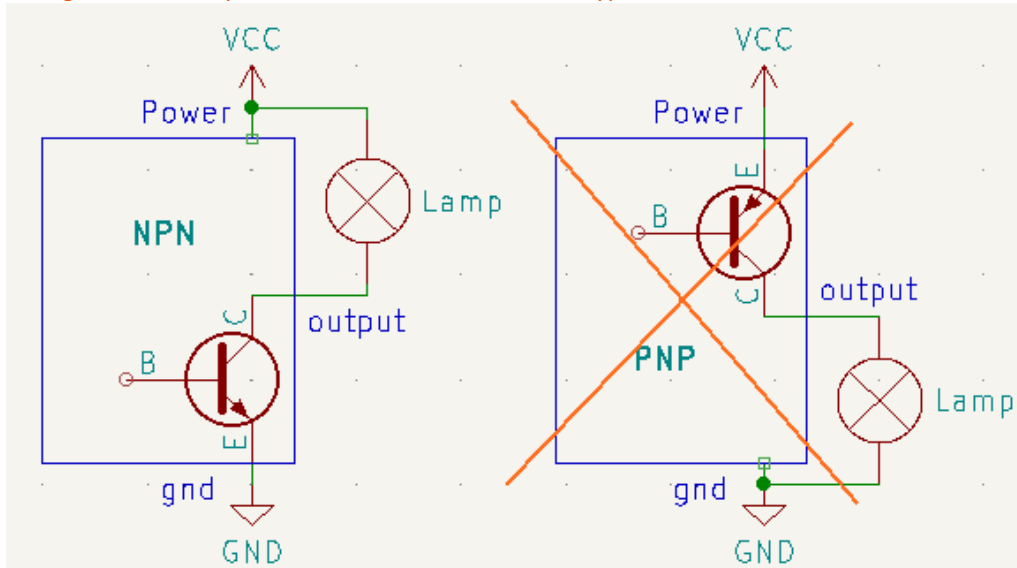 VCC
Power
NPN
Lamp
C
output
B
E
gnd
GND
VCC
Power
E
B
C
output
PNP
Lamp
gnd
GND